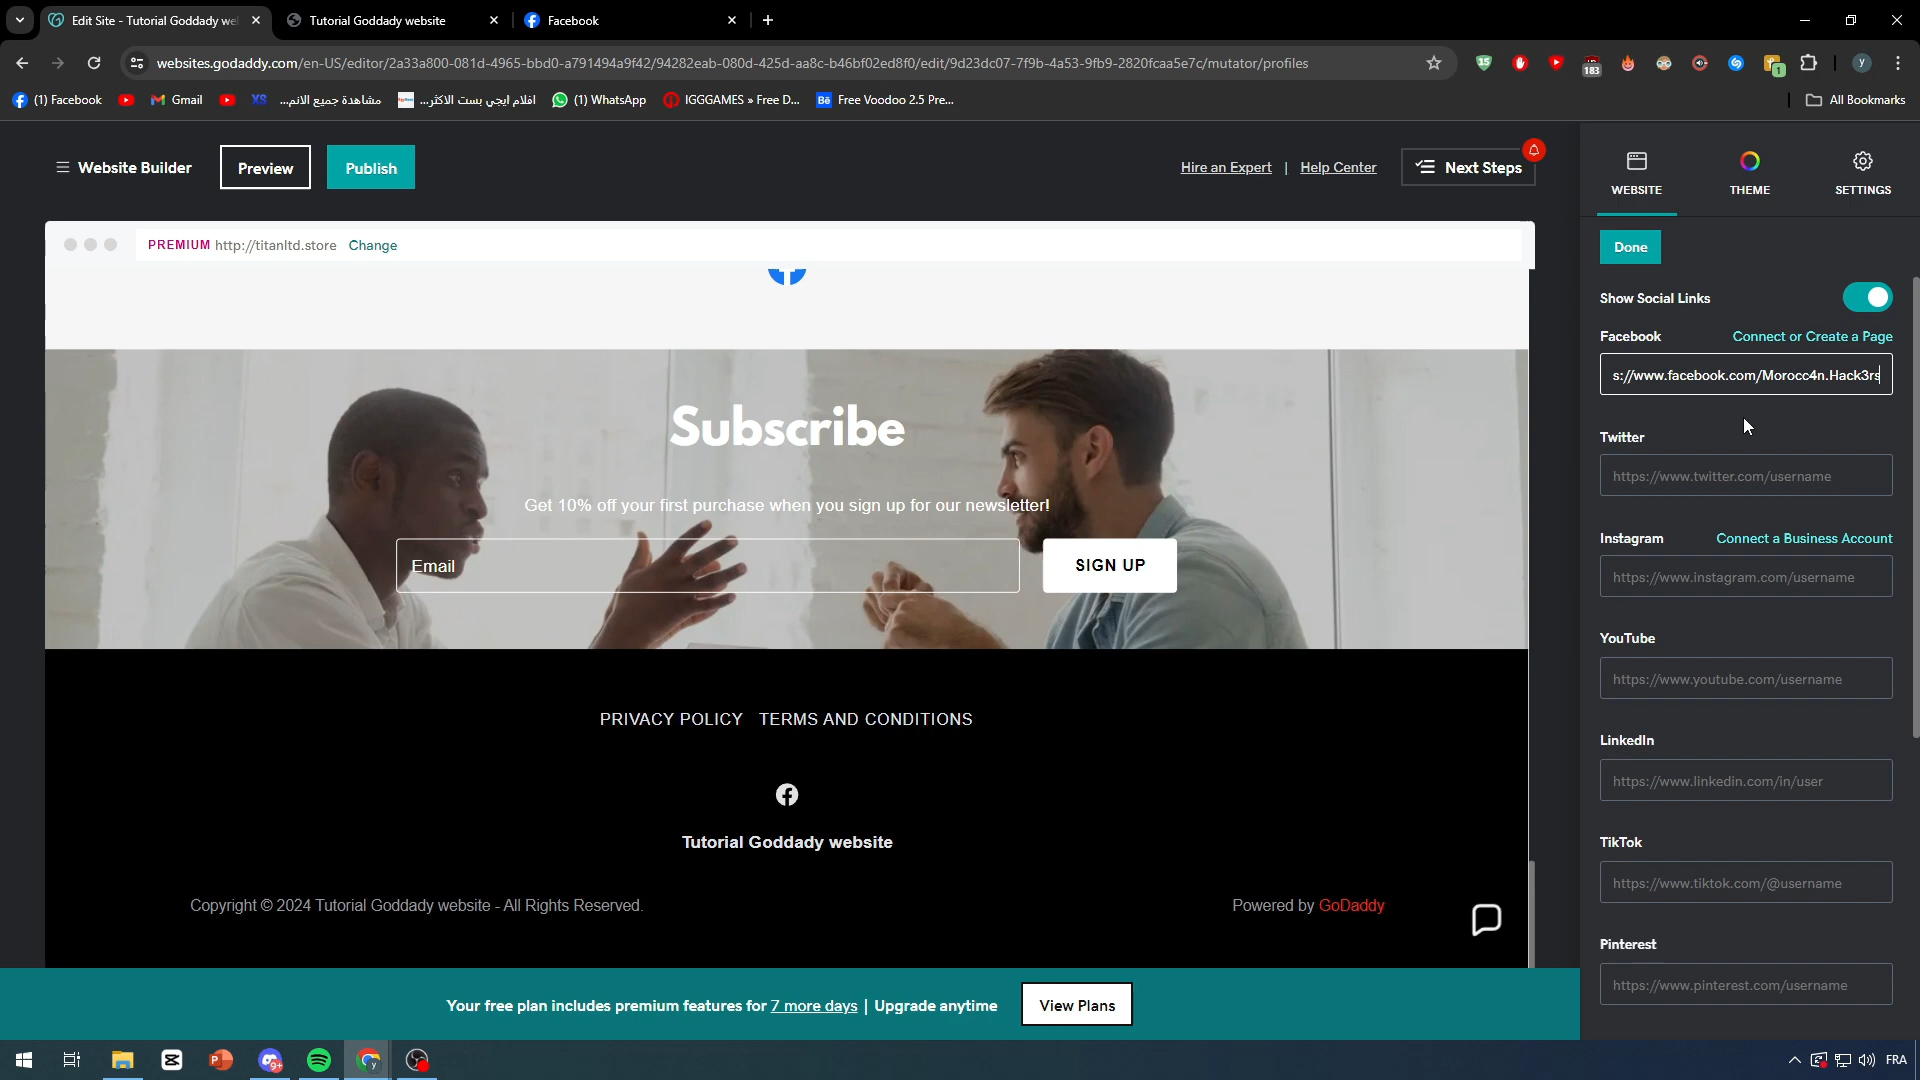 Edit Site - Tutorial Goddady we
Tutorial Goddady website
Facebook
websites.godaddy.com/en-US/editor/2a33a800-081d-4965-bbd0-a791494a9f42/94282eab-080d-425d-aa8c-b46bf02ed8f0/edit/9d23dc07-7f9b-4a53-9fb9-2820fcaa5e7c/mutator/profiles
15
183
1
y
(1) Facebook
Gmail
XS
مشاهدة جميع الانم...
افلام ايجي بست الاكثر...
(1) WhatsApp
IGGGAMES » Free D...
Bē
Free Voodoo 2.5 Pre...
All Bookmarks
Website Builder
Preview
Publish
Hire an Expert | Help Center
Next Steps
WEBSITE
THEME
SETTINGS
PREMIUM http://titanltd.store Change
Done
Show Social Links
Facebook
Connect or Create a Page
s://www.facebook.com/Morocc4n.Hack3rs
Twitter
https://www.twitter.com/username
Instagram
Connect a Business Account
https://www.instagram.com/username
YouTube
https://www.youtube.com/username
LinkedIn
https://www.linkedin.com/in/user
TikTok
https://www.tiktok.com/@username
Pinterest
https://www.pinterest.com/username
Subscribe
Get 10% off your first purchase when you sign up for our newsletter!
Email
SIGN UP
PRIVACY POLICY TERMS AND CONDITIONS
Tutorial Goddady website
Copyright © 2024 Tutorial Goddady website - All Rights Reserved.
Powered by GoDaddy
Your free plan includes premium features for 7 more days | Upgrade anytime
View Plans
9+
FRA